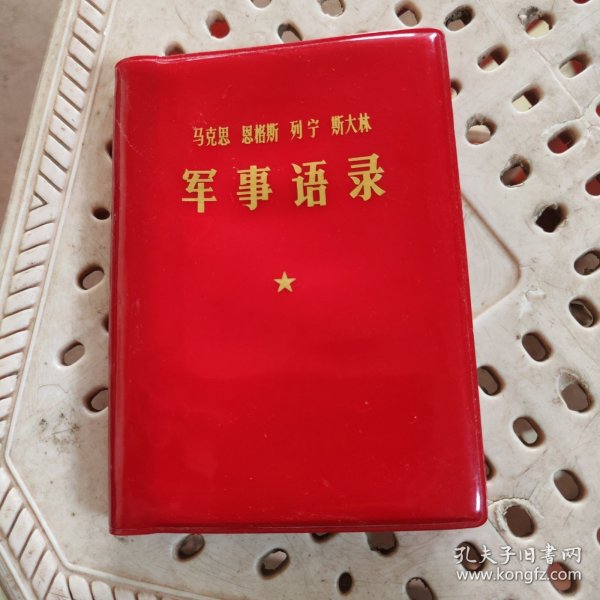 马克思 恩格斯 列宁 斯大林
军事语录
孔夫子旧书网
www.kongfz.com